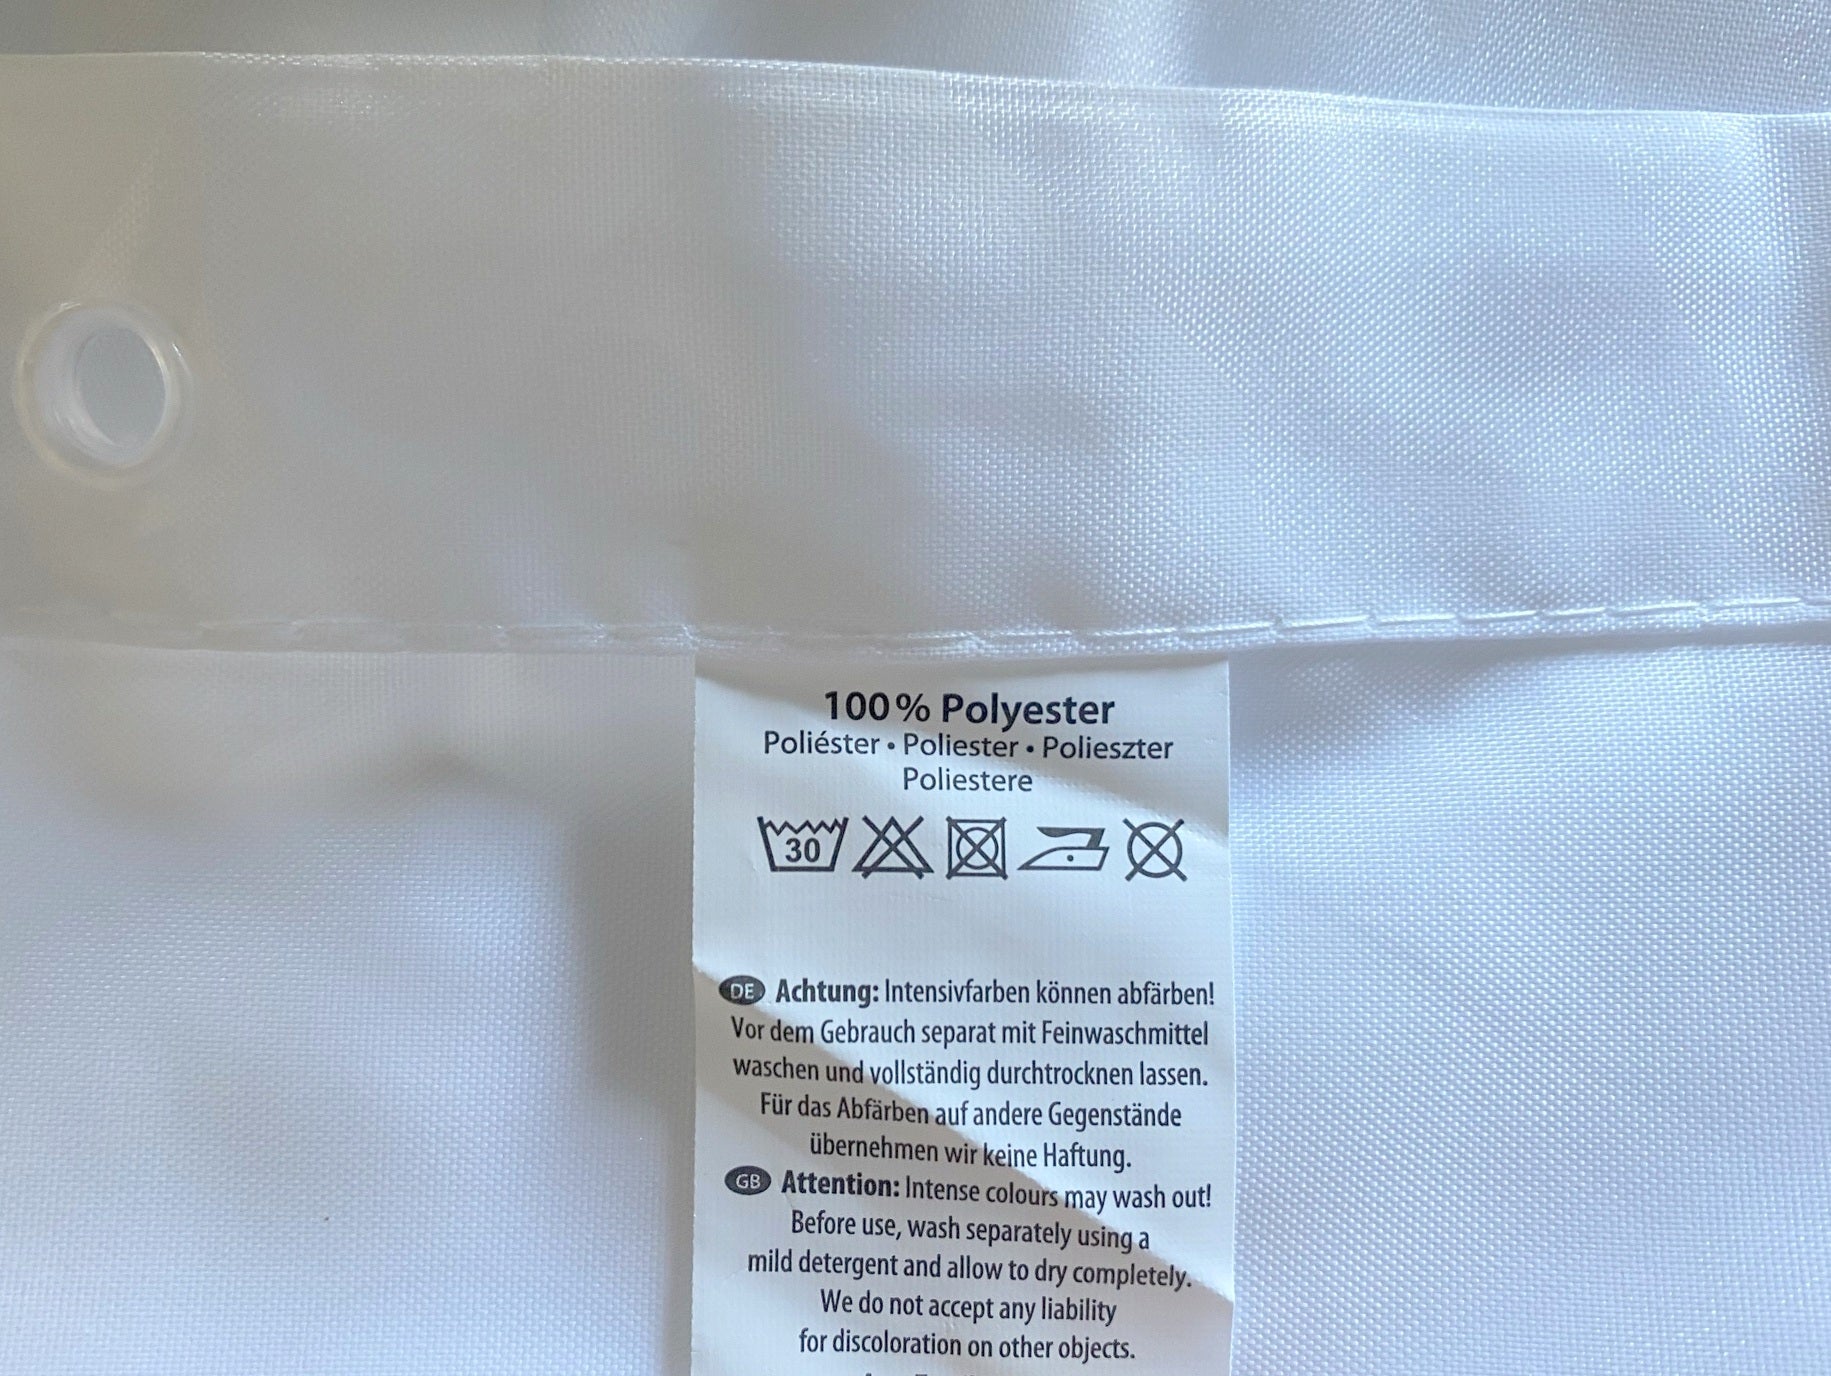 100% Polyester
Poliéster • Poliester • Polieszter
Poliestere
30
DE Achtung: Intensivfarben können abfärben!
Vor dem Gebrauch separat mit Feinwaschmittel
waschen und vollständig durchtrocknen lassen.
Für das Abfärben auf andere Gegenstände
übernehmen wir keine Haftung.
GB Attention: Intense colours may wash out!
Before use, wash separately using a
mild detergent and allow to dry completely.
We do not accept any liability
for discoloration on other objects.